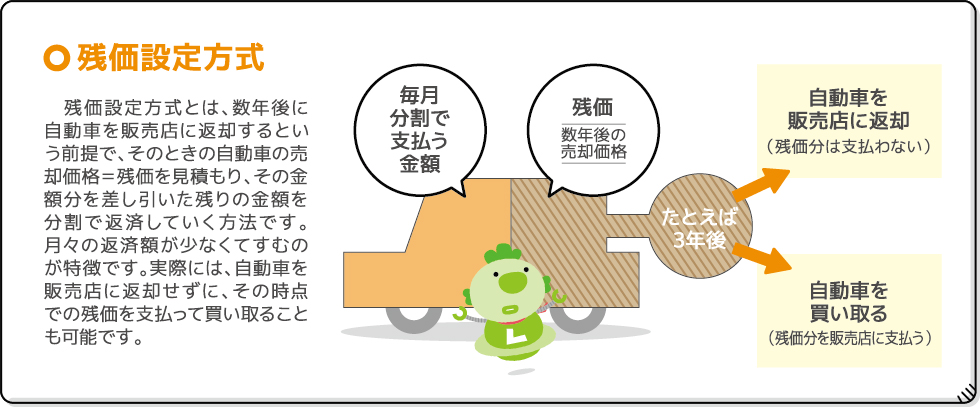 残価設定方式
残価設定方式とは、数年後に
自動車を販売店に返却するとい
う前提で、そのときの自動車の売
却価格＝残価を見積もり、その金
額分を差し引いた残りの金額を
分割で返済していく方法です。
月々の返済額が少なくてすむの
が特徴です。実際には、自動車を
販売店に返却せずに、その時点
での残価を支払って買い取ること
も可能です。
毎月
分割で
支払う
金額
残価
数年後の
売却価格
たとえば
3年後
自動車を
販売店に返却
（残価分は支払わない）
自動車を
買い取る
（残価分を販売店に支払う）
L